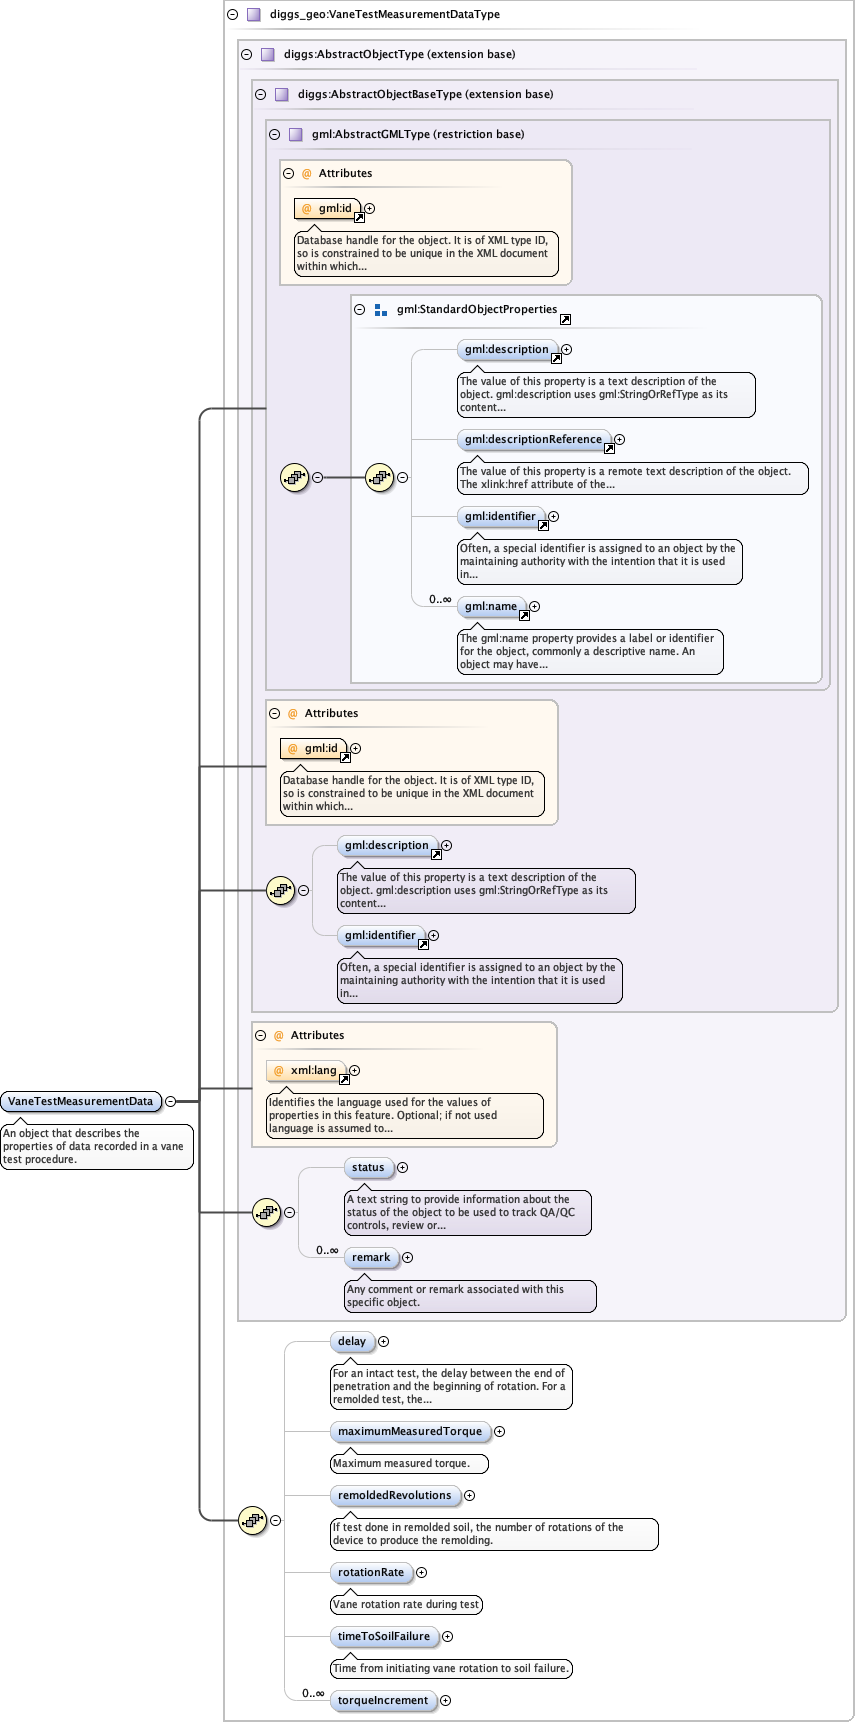 diggs_geo:VaneTestMeasurementDataType
diggs:AbstractObjectType (extension base)
diggs:AbstractObjectBaseType (extension base)
gml:AbstractGMLType (restriction base)
@ Attributes
@ gml:id
Database handle for the object. It is of XML type ID,
so is constrained to be unique in the XML document
within which...
gml:StandardObjectProperties
gml:description
The value of this property is a text description of the
object. gml:description uses gml:StringOrRefType as its
content...
gml:descriptionReference
The value of this property is a remote text description of the object.
The xlink:href attribute of the...
gml:identifier
Often, a special identifier is assigned to an object by the
maintaining authority with the intention that it is used
in...
0..∞
gml:name
The gml:name property provides a label or identifier
for the object, commonly a descriptive name. An
object may have...
@ Attributes
@ gml:id
Database handle for the object. It is of XML type ID,
so is constrained to be unique in the XML document
within which...
gml:description
The value of this property is a text description of the
object. gml:description uses gml:StringOrRefType as its
content...
gml:identifier
Often, a special identifier is assigned to an object by the
maintaining authority with the intention that it is used
in...
@ Attributes
@ xml:lang
Identifies the language used for the values of
properties in this feature. Optional; if not used
language is assumed to...
VaneTestMeasurementData
An object that describes the
properties of data recorded in a vane
test procedure.
status
A text string to provide information about the
status of the object to be used to track QA/QC
controls, review or...
0..∞
remark
Any comment or remark associated with this
specific object.
delay
For an intact test, the delay between the end of
penetration and the beginning of rotation. For a
remolded test, the...
maximumMeasuredTorque
Maximum measured torque.
remoldedRevolutions
If test done in remolded soil, the number of rotations of the
device to produce the remolding.
rotationRate
Vane rotation rate during test
timeToSoilFailure
Time from initiating vane rotation to soil failure.
0..∞
torqueIncrement